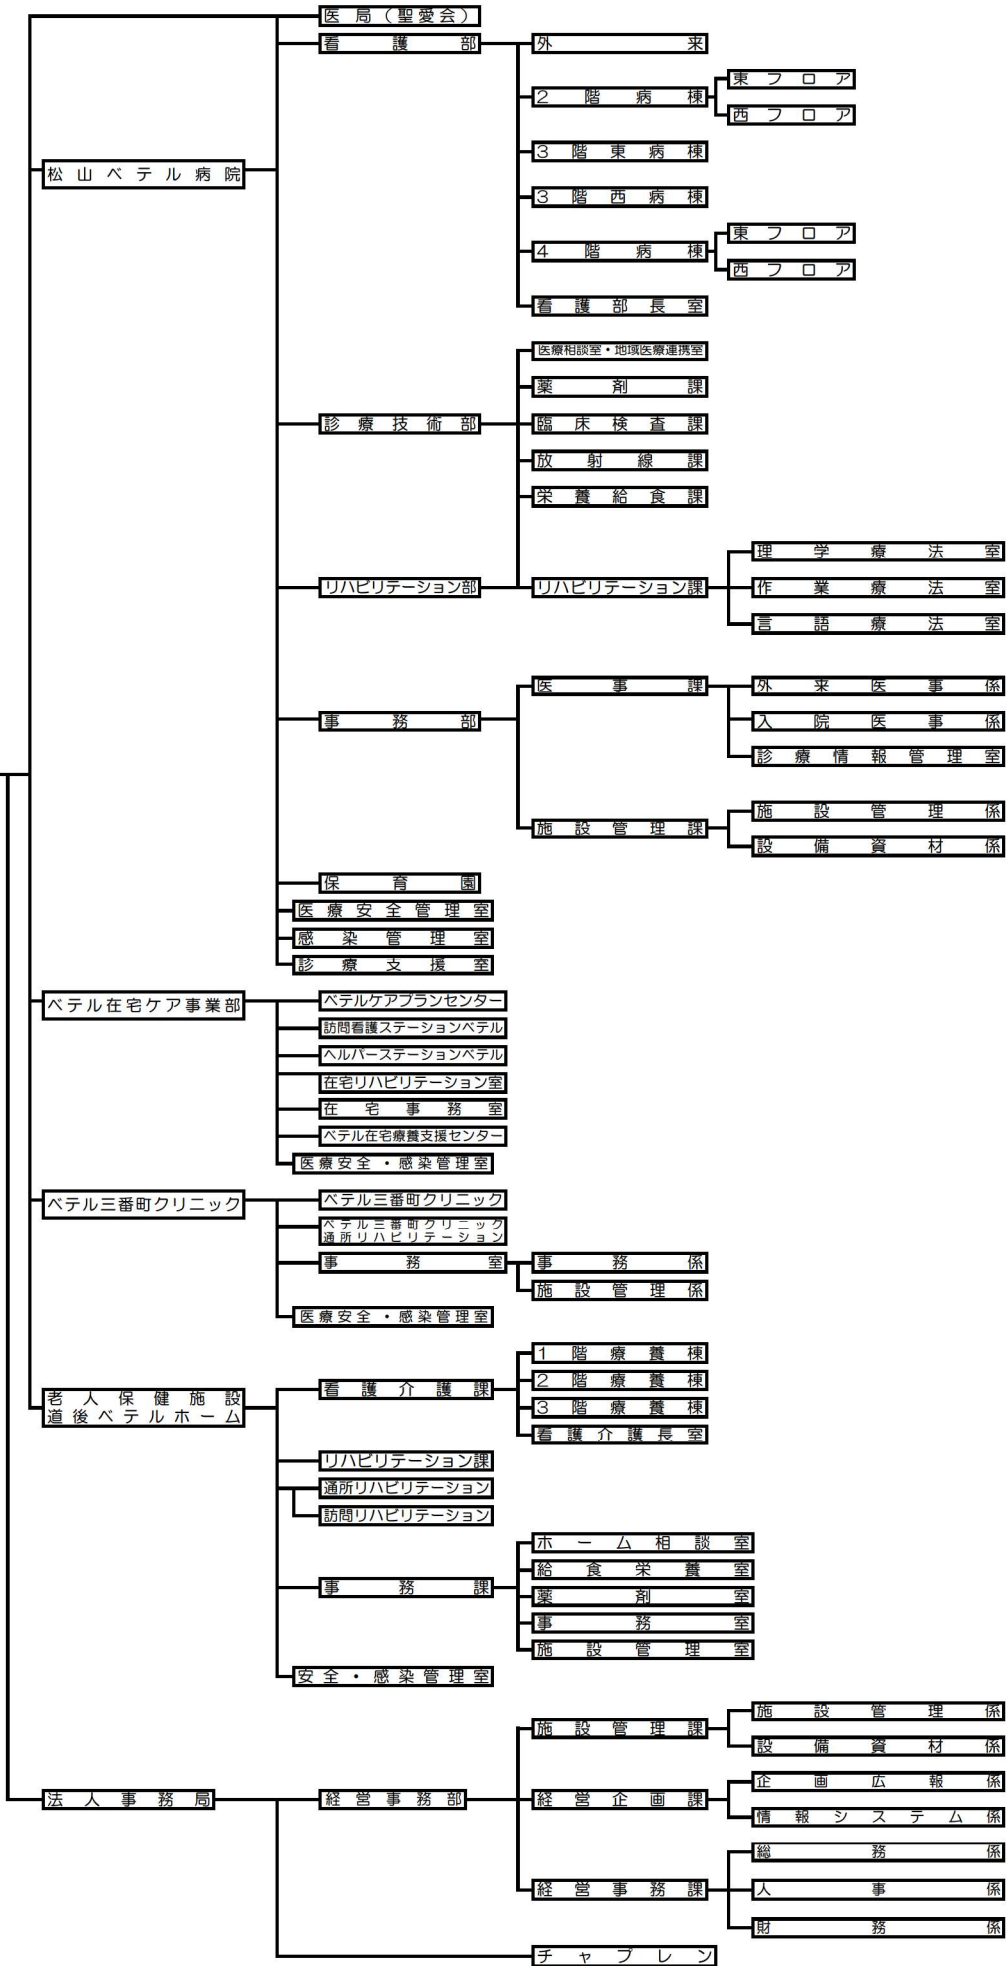 医局（聖愛会）
看護部
外来
2階病棟
東フロア
西フロア
3階東病棟
松山ベテル病院
3階西病棟
4階病棟
東フロア
西フロア
看護部長室
医療相談室・地域医療連携室
薬剤課
診療技術部
臨床検査課
放射線課
栄養給食課
リハビリテーション部
リハビリテーション課
理学療法室
作業療法室
言語療法室
事務部
医事課
外来医事係
入院医事係
診療情報管理室
施設管理課
施設管理係
設備資材係
保育園
医療安全管理室
感染管理室
診療支援室
ベテル在宅ケア事業部
ベテルケアプランセンター
訪問看護ステーションベテル
ヘルパーステーションベテル
在宅リハビリテーション室
在宅事務室
ベテル在宅療養支援センター
医療安全・感染管理室
ベテル三番町クリニック
ベテル三番町クリニック
ベテル三番町クリニック
通所リハビリテーション
事務室
事務係
施設管理係
医療安全・感染管理室
老人保健施設
道後ベテルホーム
看護介護課
1階療養棟
2階療養棟
3階療養棟
看護介護長室
リハビリテーション課
通所リハビリテーション
訪問リハビリテーション
事務課
ホーム相談室
給食栄養室
薬剤室
事務室
施設管理室
安全・感染管理室
法人事務局
経営事務部
施設管理課
施設管理係
設備資材係
経営企画課
企画広報係
情報システム係
経営事務課
総務係
人事係
財務係
チャプレン